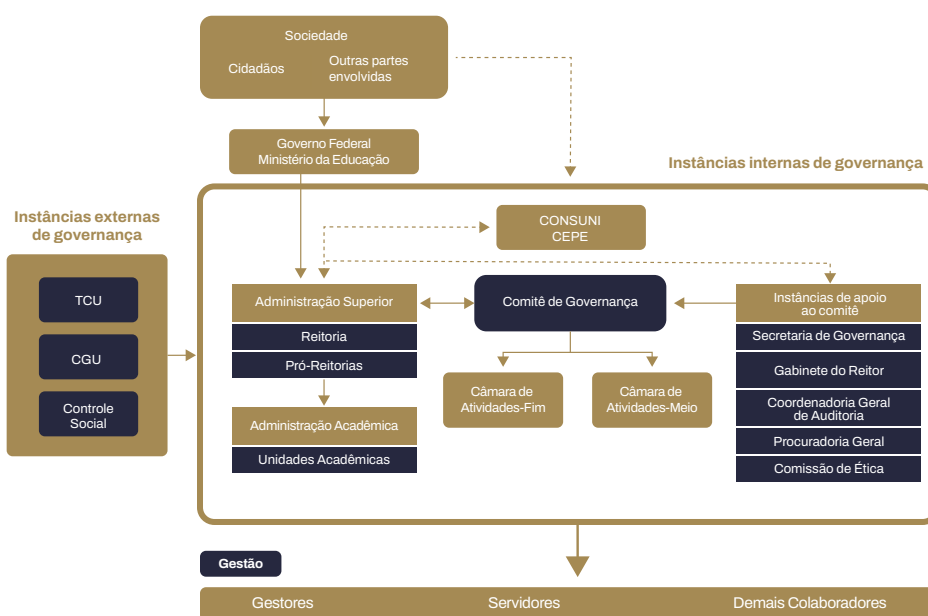 Sociedade
Cidadãos
Outras partes
envolvidas
Governo Federal
Ministério da Educação
Instâncias internas de governança
Instâncias externas
de governança
TCU
CGU
Controle
Social
CONSUNI
CEPE
Administração Superior
Reitoria
Pró-Reitorias
Administração Acadêmica
Unidades Acadêmicas
Comitê de Governança
Câmara de
Atividades-Fim
Câmara de
Atividades-Meio
Instâncias de apoio
ao comitê
Secretaria de Governança
Gabinete do Reitor
Coordenadoria Geral
de Auditoria
Procuradoria Geral
Comissão de Ética
Gestão
Gestores
Servidores
Demais Colaboradores